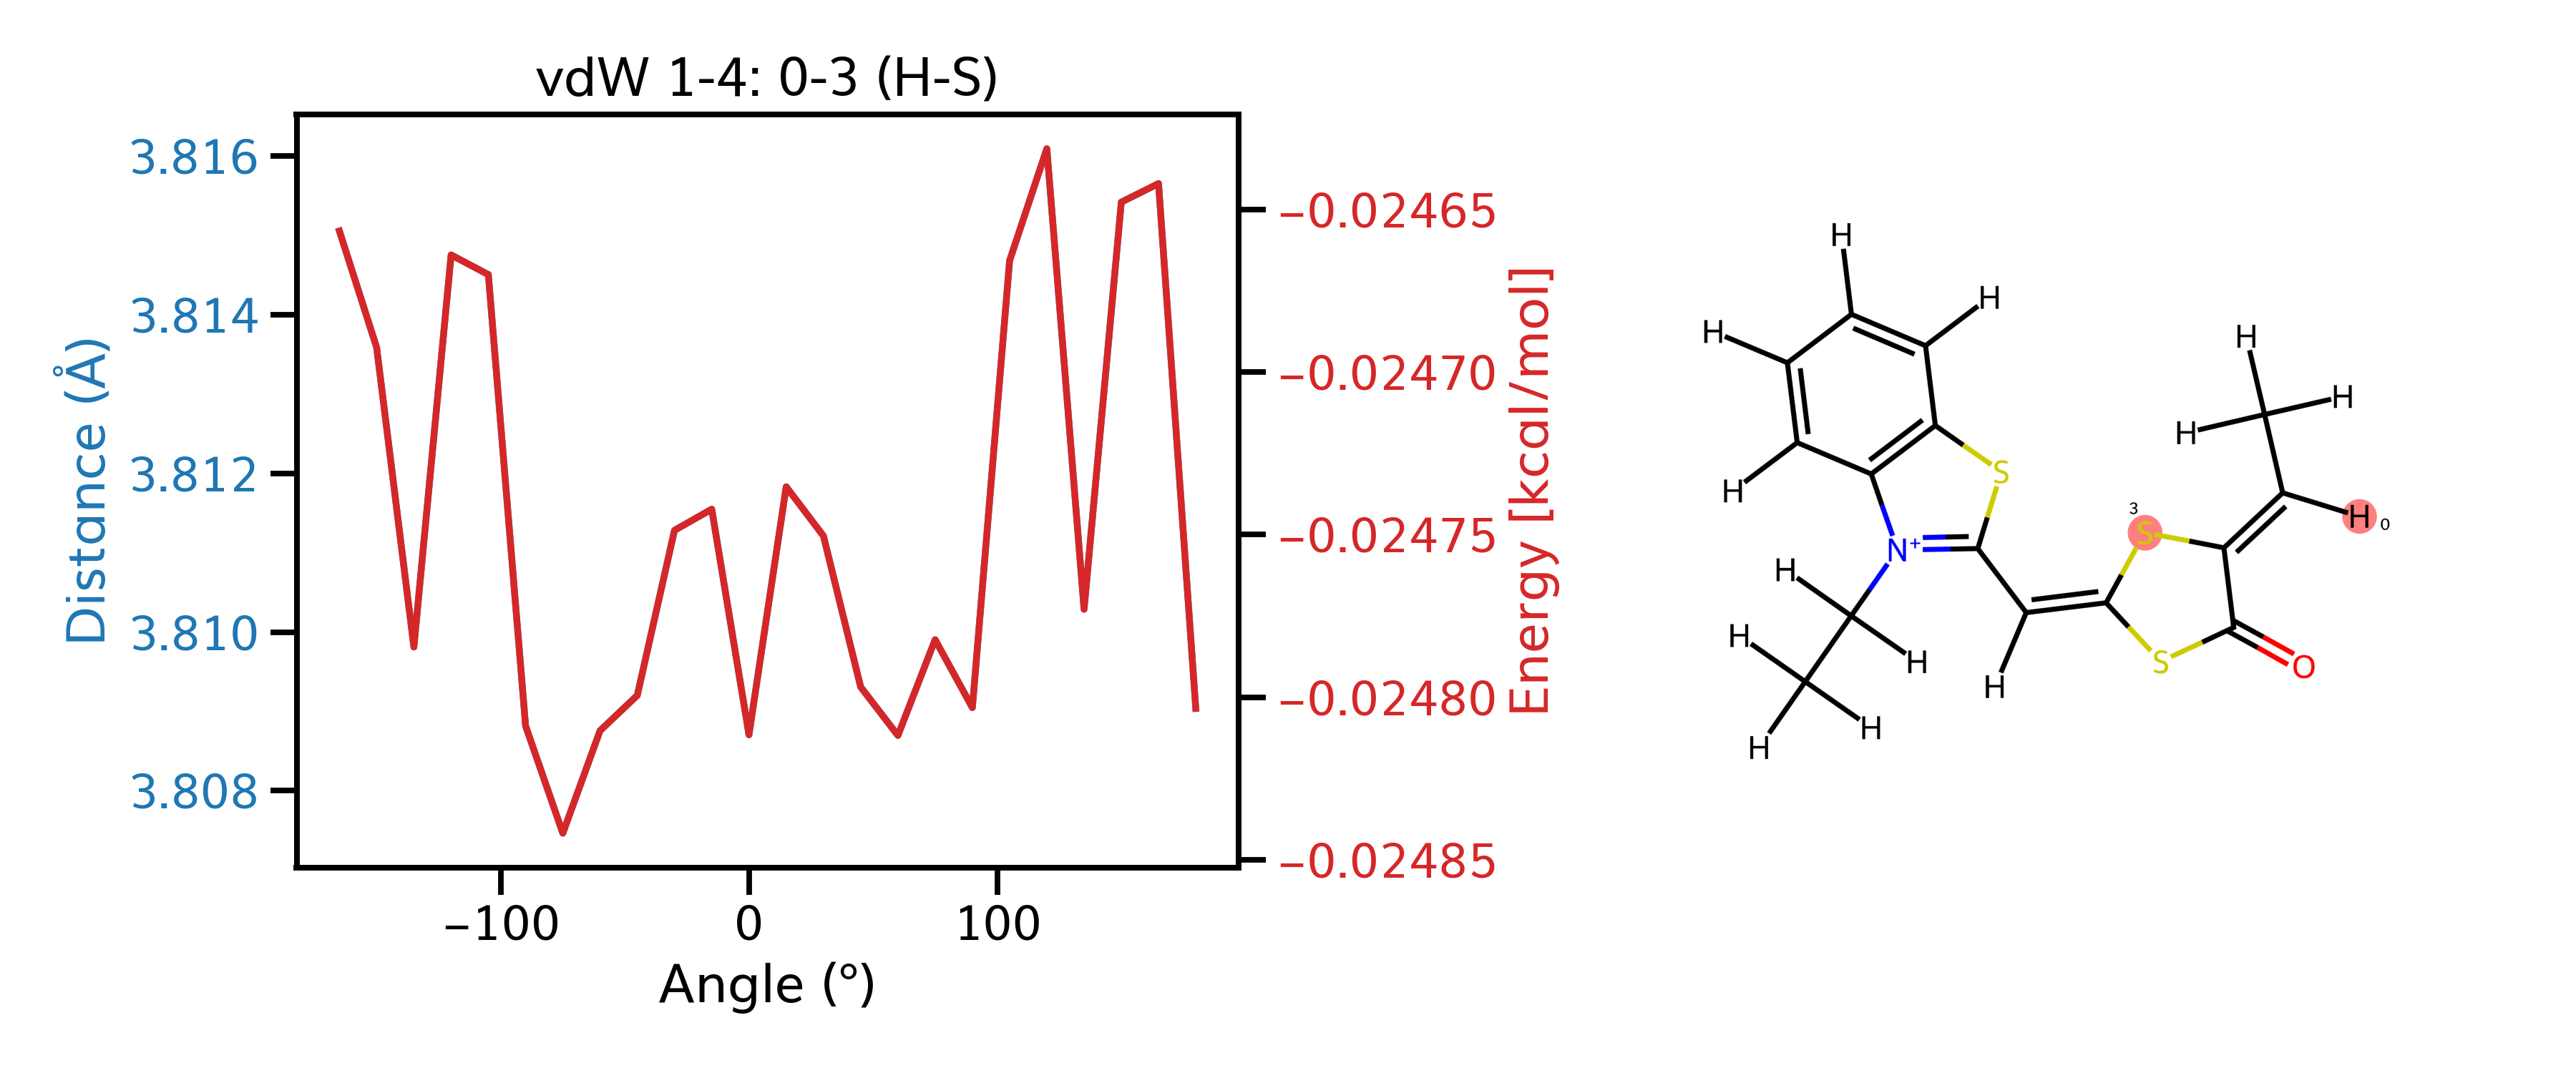 vdW 1-4: 0-3 (H-S)
3.816
3.814
3.812
3.810
3.808
Distance (Å)
−0.02465
−0.02470
−0.02475
−0.02480
−0.02485
Energy [kcal/mol]
−100 0 100
Angle (°)
H
H
H
H
H
H
H
S
3
S
H 0
H
N+
H
H
H
S
O
H
H
H